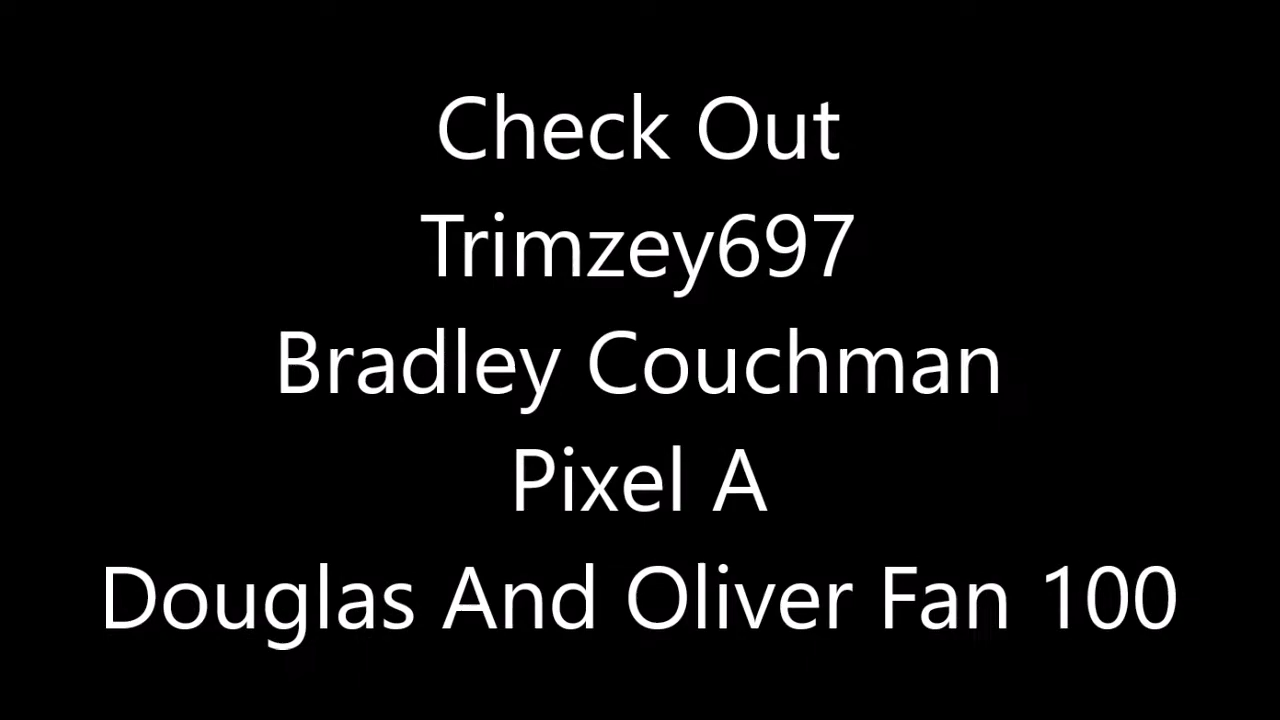 Check Out
Trimzey697
Bradley Couchman
Pixel A
Douglas And Oliver Fan 100